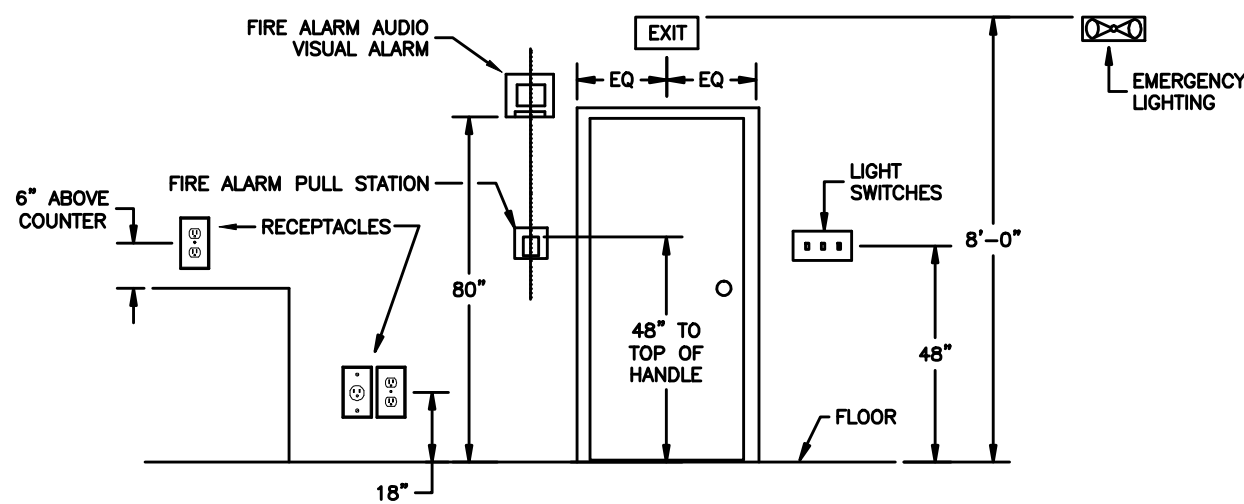 FIRE ALARM AUDIO
VISUAL ALARM
EXIT
EQ
EQ
EMERGENCY
LIGHTING
FIRE ALARM PULL STATION
LIGHT
SWITCHES
6" ABOVE
COUNTER
RECEPTACLES
8'-0"
80"
48" TO
TOP OF
HANDLE
48"
FLOOR
18"